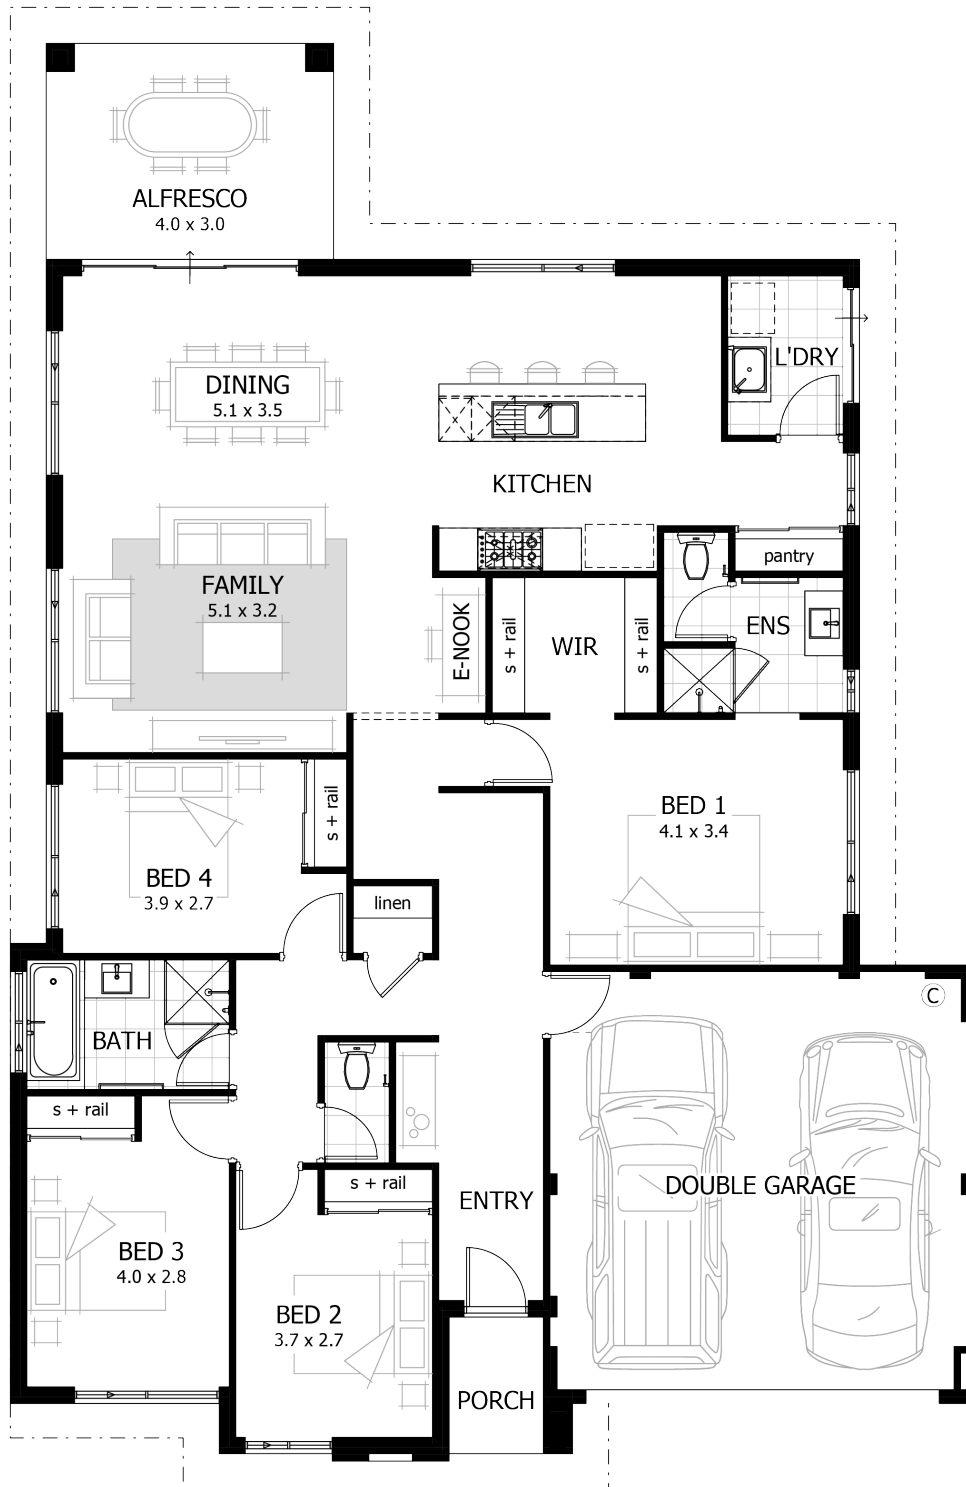 ALFRESCO
4.0 x 3.0
L'DRY
DINING
5.1 x 3.5
KITCHEN
pantry
FAMILY
5.1 x 3.2
E-NOOK
s + rail
WIR
s + rail
ENS
s + rail
BED 1
4.1 x 3.4
BED 4
3.9 x 2.7
linen
C
BATH
s + rail
s + rail
DOUBLE GARAGE
ENTRY
BED 3
4.0 x 2.8
BED 2
3.7 x 2.7
PORCH